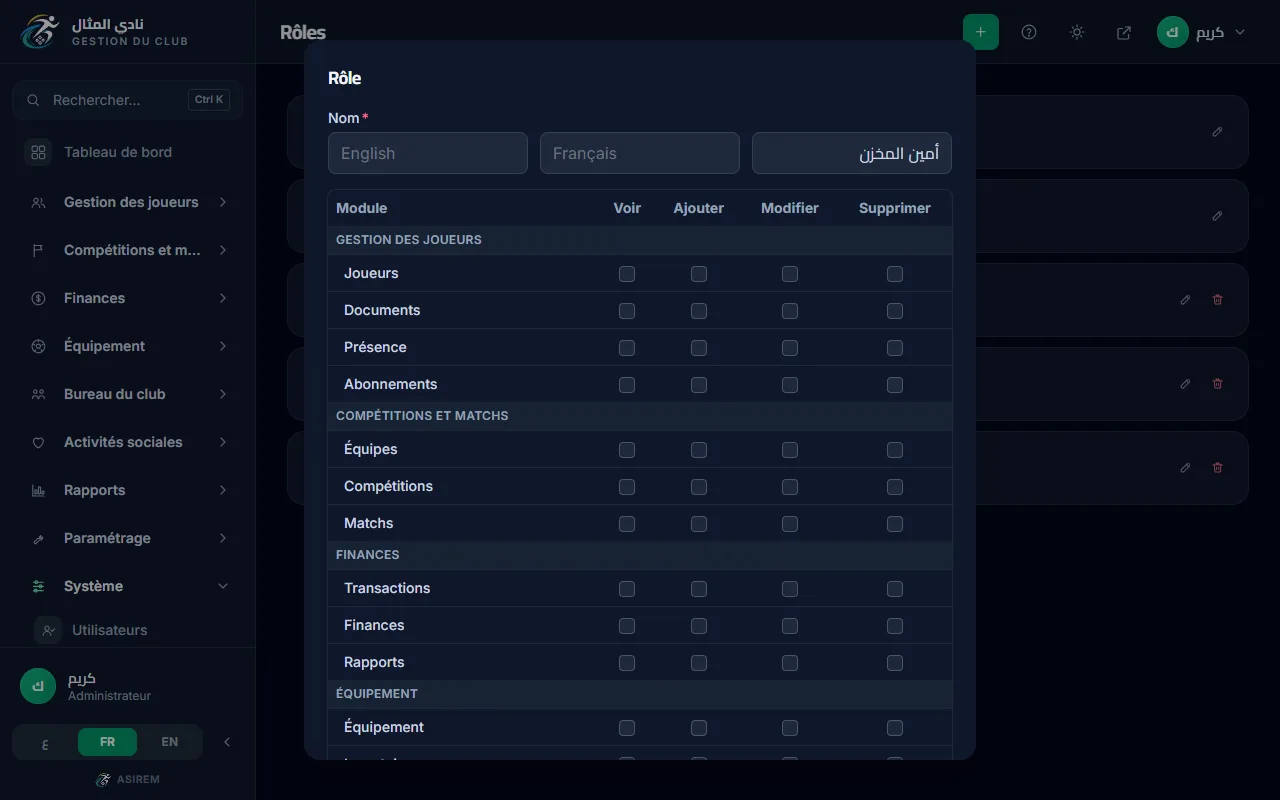 نادي المثال
GESTION DU CLUB
Rechercher...
Ctrl K
Tableau de bord
Gestion des joueurs
Compétitions et m...
Finances
Équipement
Bureau du club
Activités sociales
Rapports
Paramétrage
Système
Utilisateurs
ك
كريم
Administrateur
ع
FR
EN
ASIREM
Rôles
ك
كريم
Rôle
Nom *
English
Français
أمين المخزن
Module Voir Ajouter Modifier Supprimer
GESTION DES JOUEURS
Joueurs
Documents
Présence
Abonnements
COMPÉTITIONS ET MATCHS
Équipes
Compétitions
Matchs
FINANCES
Transactions
Finances
Rapports
ÉQUIPEMENT
Équipement